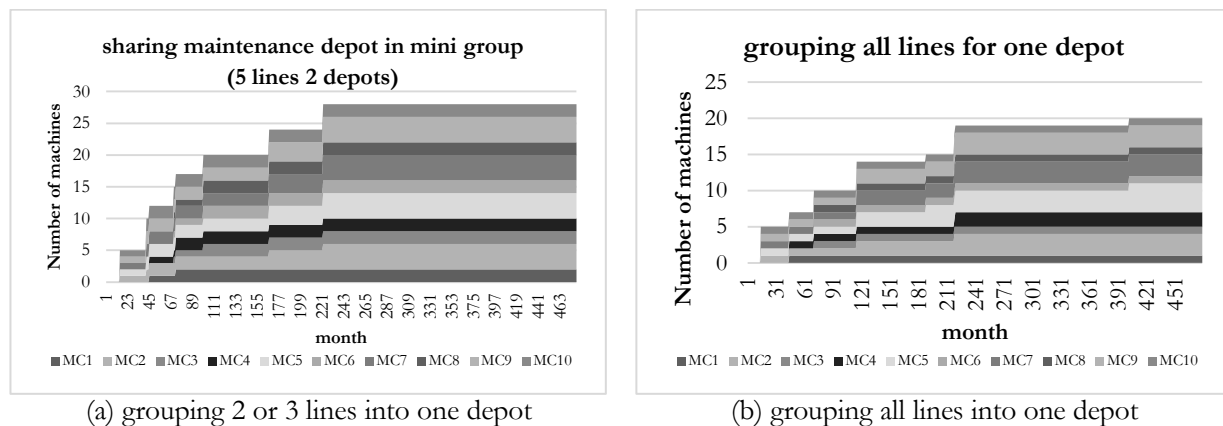 sharing maintenance depot in mini group
(5 lines 2 depots)
Number of machines
30
25
20
15
10
5
0
1 23 45 67 89 111 133 155 177 199 221 243 265 287 309 331 353 375 397 419 441 463
month
MC1 MC2 MC3 MC4 MC5 MC6 MC7 MC8 MC9 MC10
(a) grouping 2 or 3 lines into one depot
grouping all lines for one depot
Number of machines
25
20
15
10
5
0
1 31 61 91 121 151 181 211 241 271 301 331 361 391 421 451
month
MC1 MC2 MC3 MC4 MC5 MC6 MC7 MC8 MC9 MC10
(b) grouping all lines into one depot